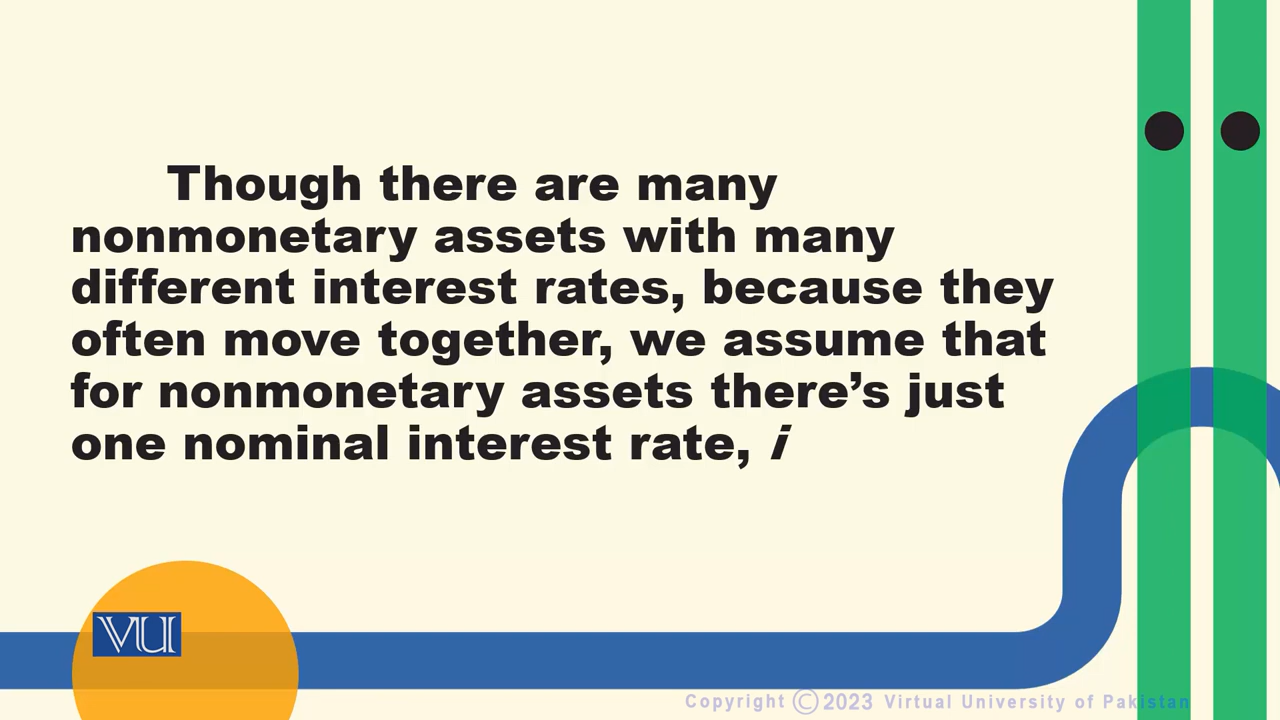 Though there are many
nonmonetary assets with many
different interest rates, because they
often move together, we assume that
for nonmonetary assets there’s just
one nominal interest rate, i
VU
Copyright ©2023 Virtual University of Pakistan